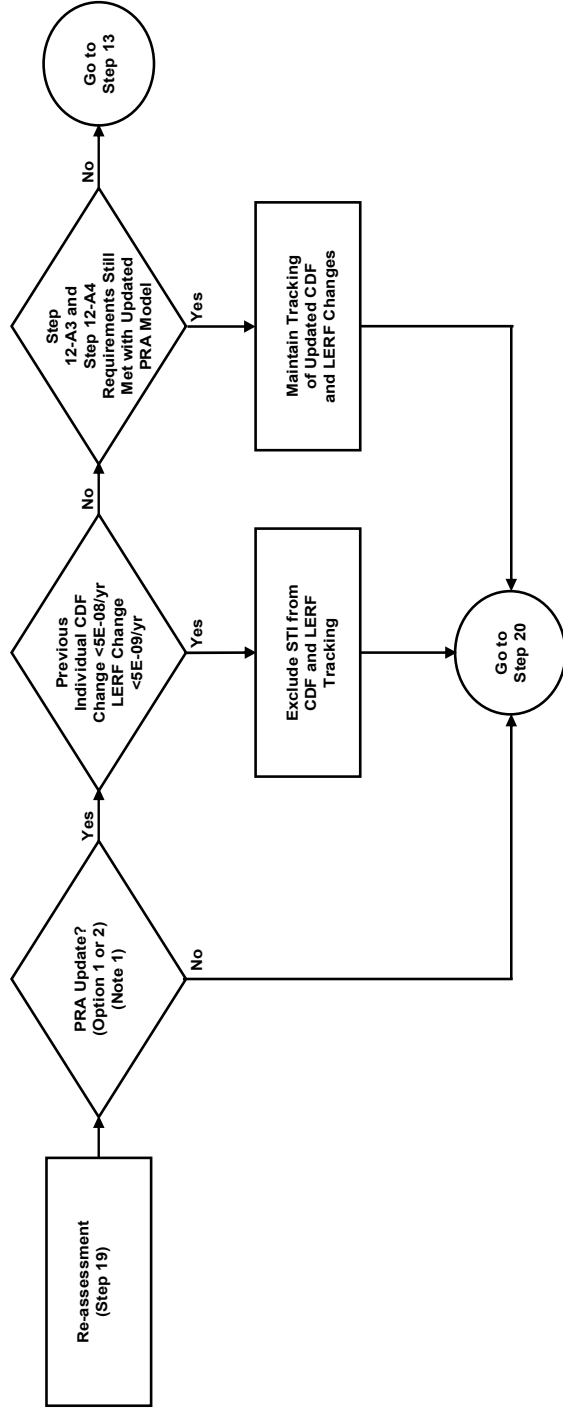 Re-assessment
(Step 19)
PRA Update?
(Option 1 or 2)
(Note 1)
Yes
No
Previous
Individual CDF
Change <5E-08/yr
LERF Change
<5E-09/yr
No
Yes
Exclude STI from
CDF and LERF
Tracking
Step
12-A3 and
Step 12-A4
Requirements Still
Met with Updated
PRA Model
No
Yes
Maintain Tracking
of Updated CDF
and LERF Changes
Go to
Step 13
Go to
Step 20